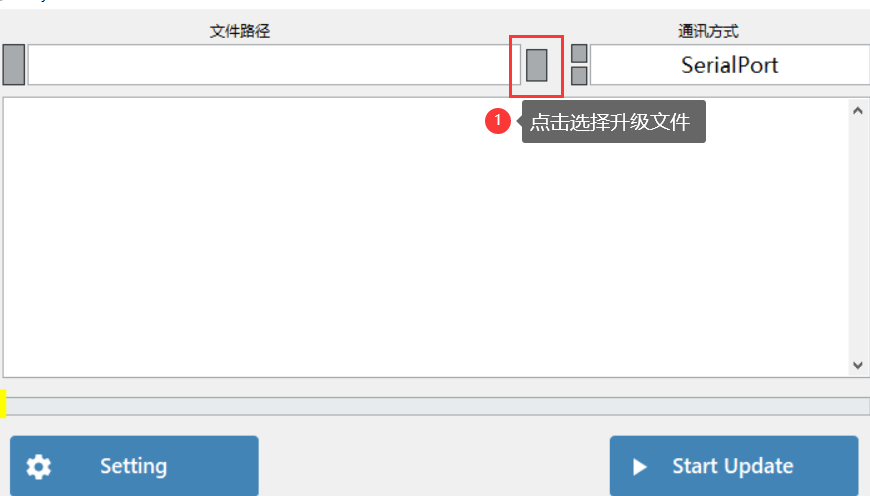 文件路径
通讯方式
SerialPort
1
点击选择升级文件
Setting
Start Update